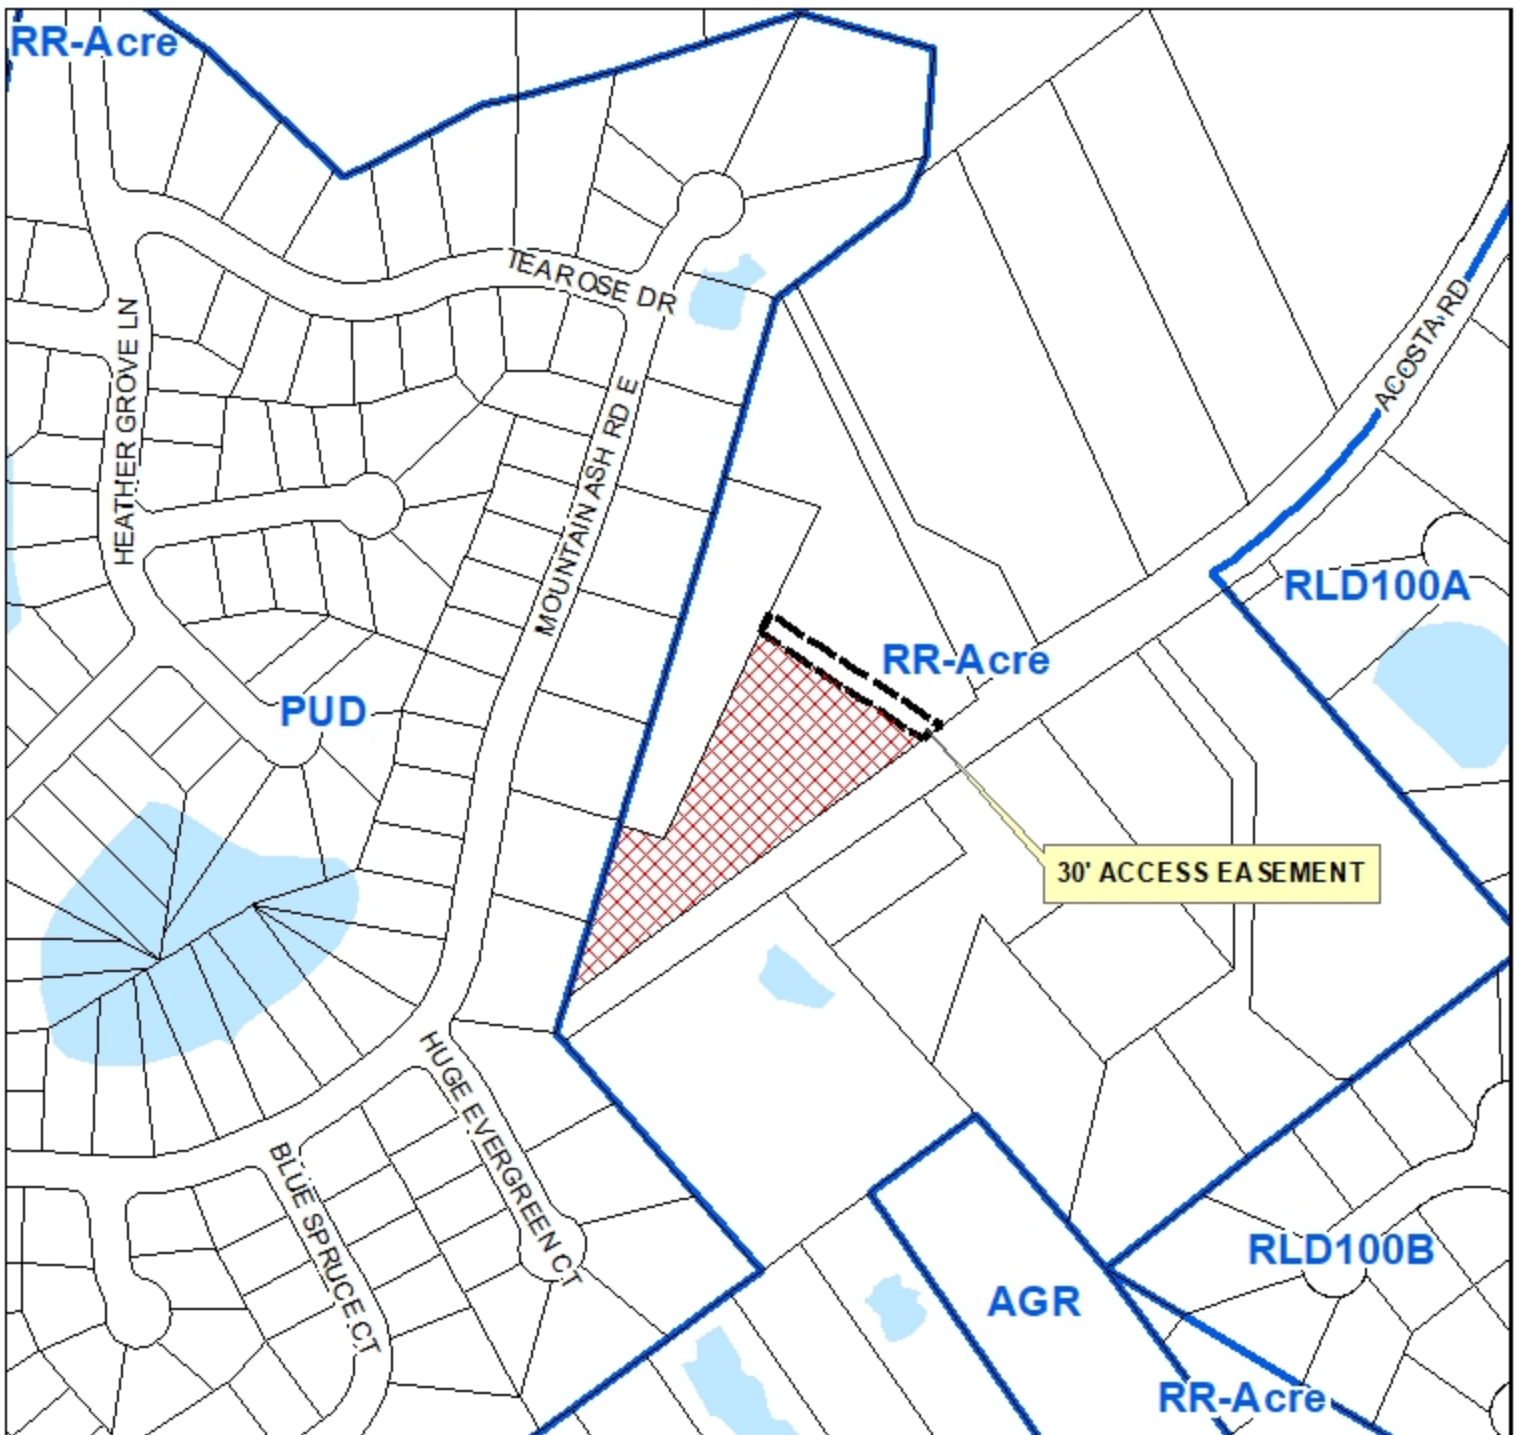 RR-Acre
TEAROSE DR
ACOSTA RD
HEATHER GROVE LN
MOUNTAIN ASH RD E
RLD100A
RR-Acre
PUD
30' ACCESS EASEMENT
HUGE EVERGREEN CT
BLUE SPRUCE CT
RLD100B
AGR
RR-Acre